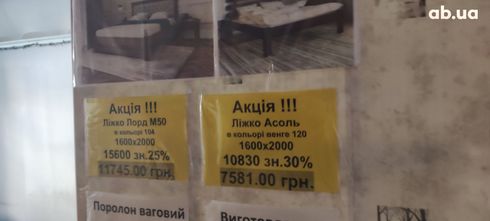 ab.ua
Акція !!!
Ліжко Лорд М50
в кольорі 104
1600х2000
15600 зн.25%
11745.00 грн.
Акція !!!
Ліжко Асоль
в кольорі венге 120
1600х2000
10830 зн.30%
7581.00 грн.
Поролон ваговий